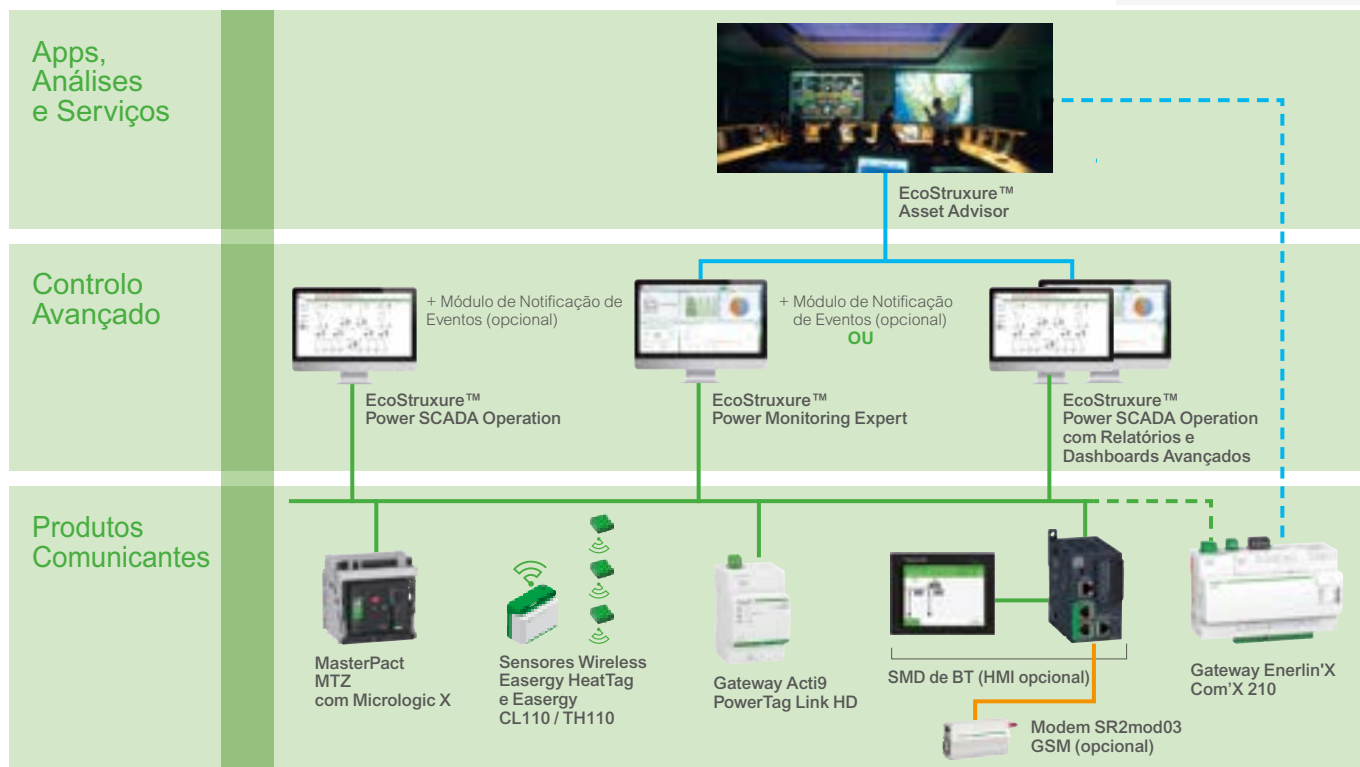 Apps,
Análises
e Serviços
EcoStruxure™
Asset Advisor
Controlo
Avançado
+ Módulo de Notificação de
Eventos (opcional)
+ Módulo de Notificação
de Eventos (opcional)
OU
EcoStruxure™
Power SCADA Operation
EcoStruxure™
Power Monitoring Expert
EcoStruxure™
Power SCADA Operation
com Relatórios e
Dashboards Avançados
Produtos
Comunicantes
MasterPact
MTZ
com Micrologic X
Sensores Wireless
Easergy HeatTag
e Easergy
CL110 / TH110
Gateway Acti9
PowerTag Link HD
SMD de BT (HMI opcional)
Modem SR2mod03
GSM (opcional)
Gateway Enerlin'X
Com’X 210